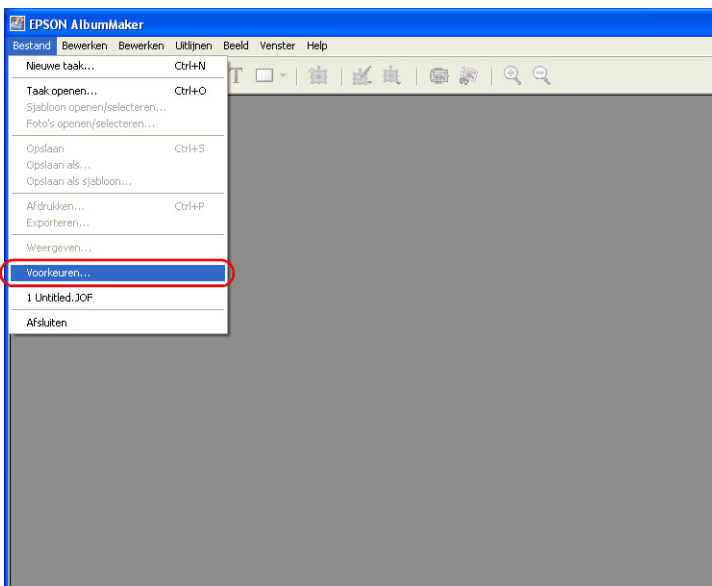 EPSON AlbumMaker
Bestand Bewerken Bewerken Uitlijnen Beeld Venster Help
Nieuwe taak... Ctrl+N
T
Taak openen... Ctrl+O
Sjabloon openen/selecteren...
Foto's openen/selecteren...
Opslaan Ctrl+S
Opslaan als...
Opslaan als sjabloon...
Afdrukken... Ctrl+P
Exporteren...
Weergeven...
Voorkeuren...
1 Untitled.JOF
Afsluiten